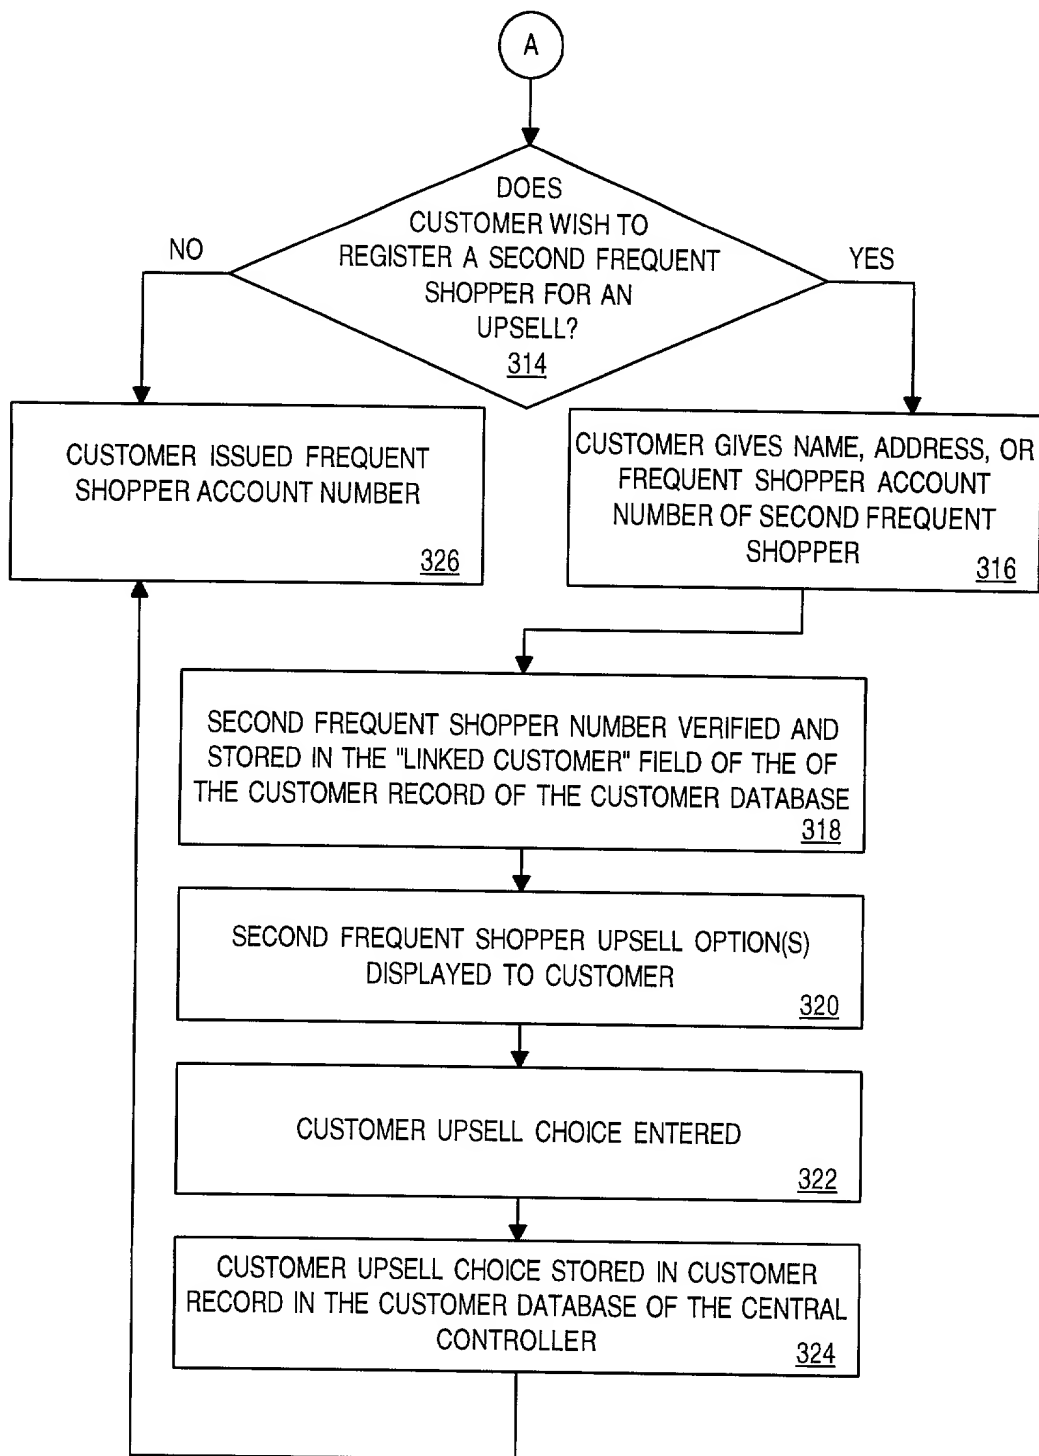 A
DOES
CUSTOMER WISH TO
REGISTER A SECOND FREQUENT
SHOPPER FOR AN
UPSELL?
314
NO
YES
CUSTOMER ISSUED FREQUENT
SHOPPER ACCOUNT NUMBER
326
CUSTOMER GIVES NAME, ADDRESS, OR
FREQUENT SHOPPER ACCOUNT
NUMBER OF SECOND FREQUENT
SHOPPER
316
SECOND FREQUENT SHOPPER NUMBER VERIFIED AND
STORED IN THE "LINKED CUSTOMER" FIELD OF THE OF
THE CUSTOMER RECORD OF THE CUSTOMER DATABASE
318
SECOND FREQUENT SHOPPER UPSELL OPTION(S)
DISPLAYED TO CUSTOMER
320
CUSTOMER UPSELL CHOICE ENTERED
322
CUSTOMER UPSELL CHOICE STORED IN CUSTOMER
RECORD IN THE CUSTOMER DATABASE OF THE CENTRAL
CONTROLLER
324